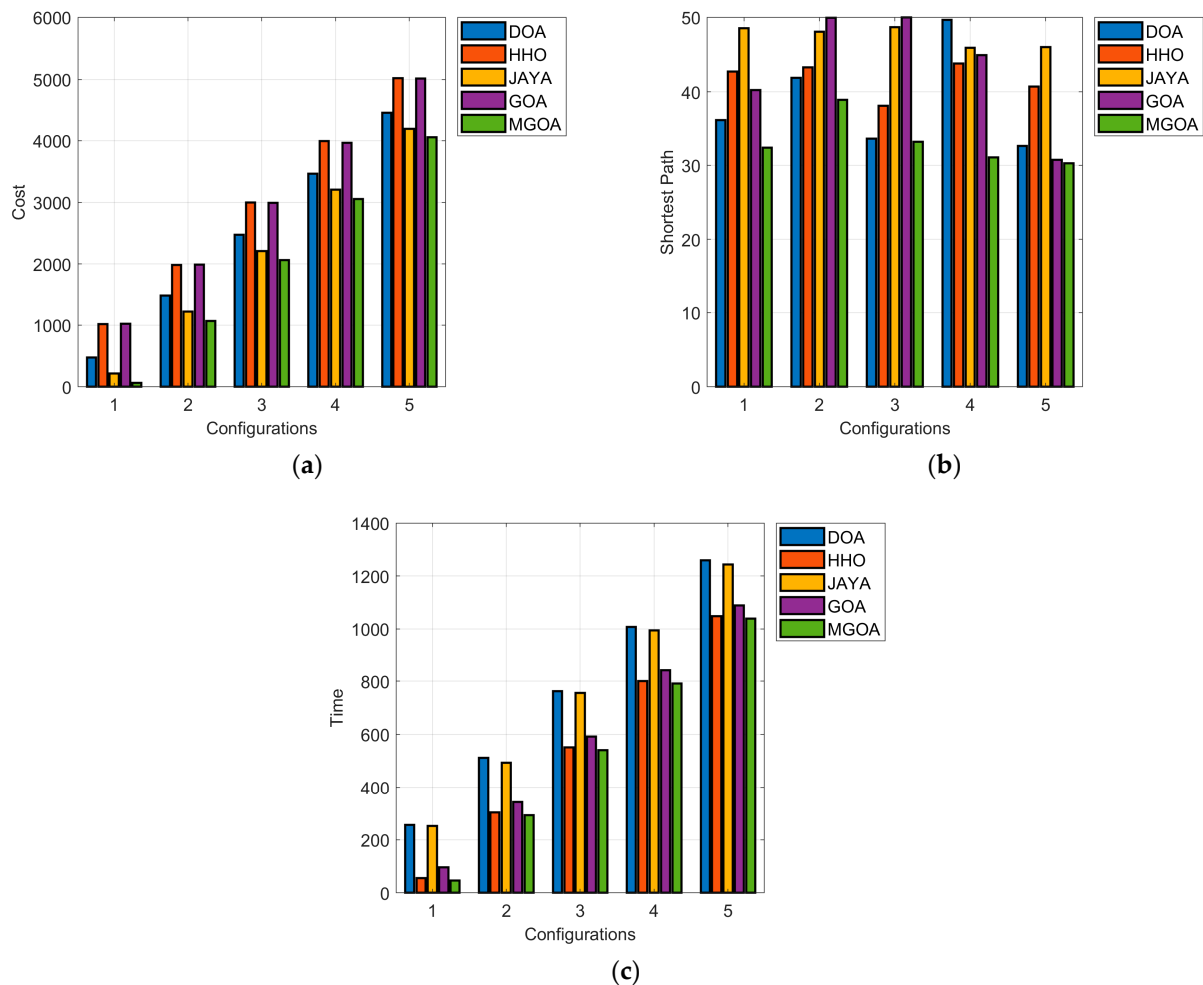 6000
5000
4000
3000
2000
1000
0
Cost
1 2 3 4 5
Configurations
DOA
HHO
JAYA
GOA
MGOA
(a)
50
40
30
20
10
0
Shortest Path
1 2 3 4 5
Configurations
DOA
HHO
JAYA
GOA
MGOA
(b)
1400
1200
1000
800
600
400
200
0
Time
1 2 3 4 5
Configurations
DOA
HHO
JAYA
GOA
MGOA
(c)